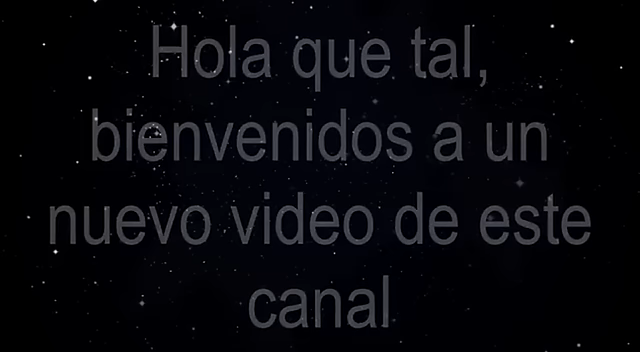 Hola que tal,
bienvenidos a un
nuevo video de este
canal